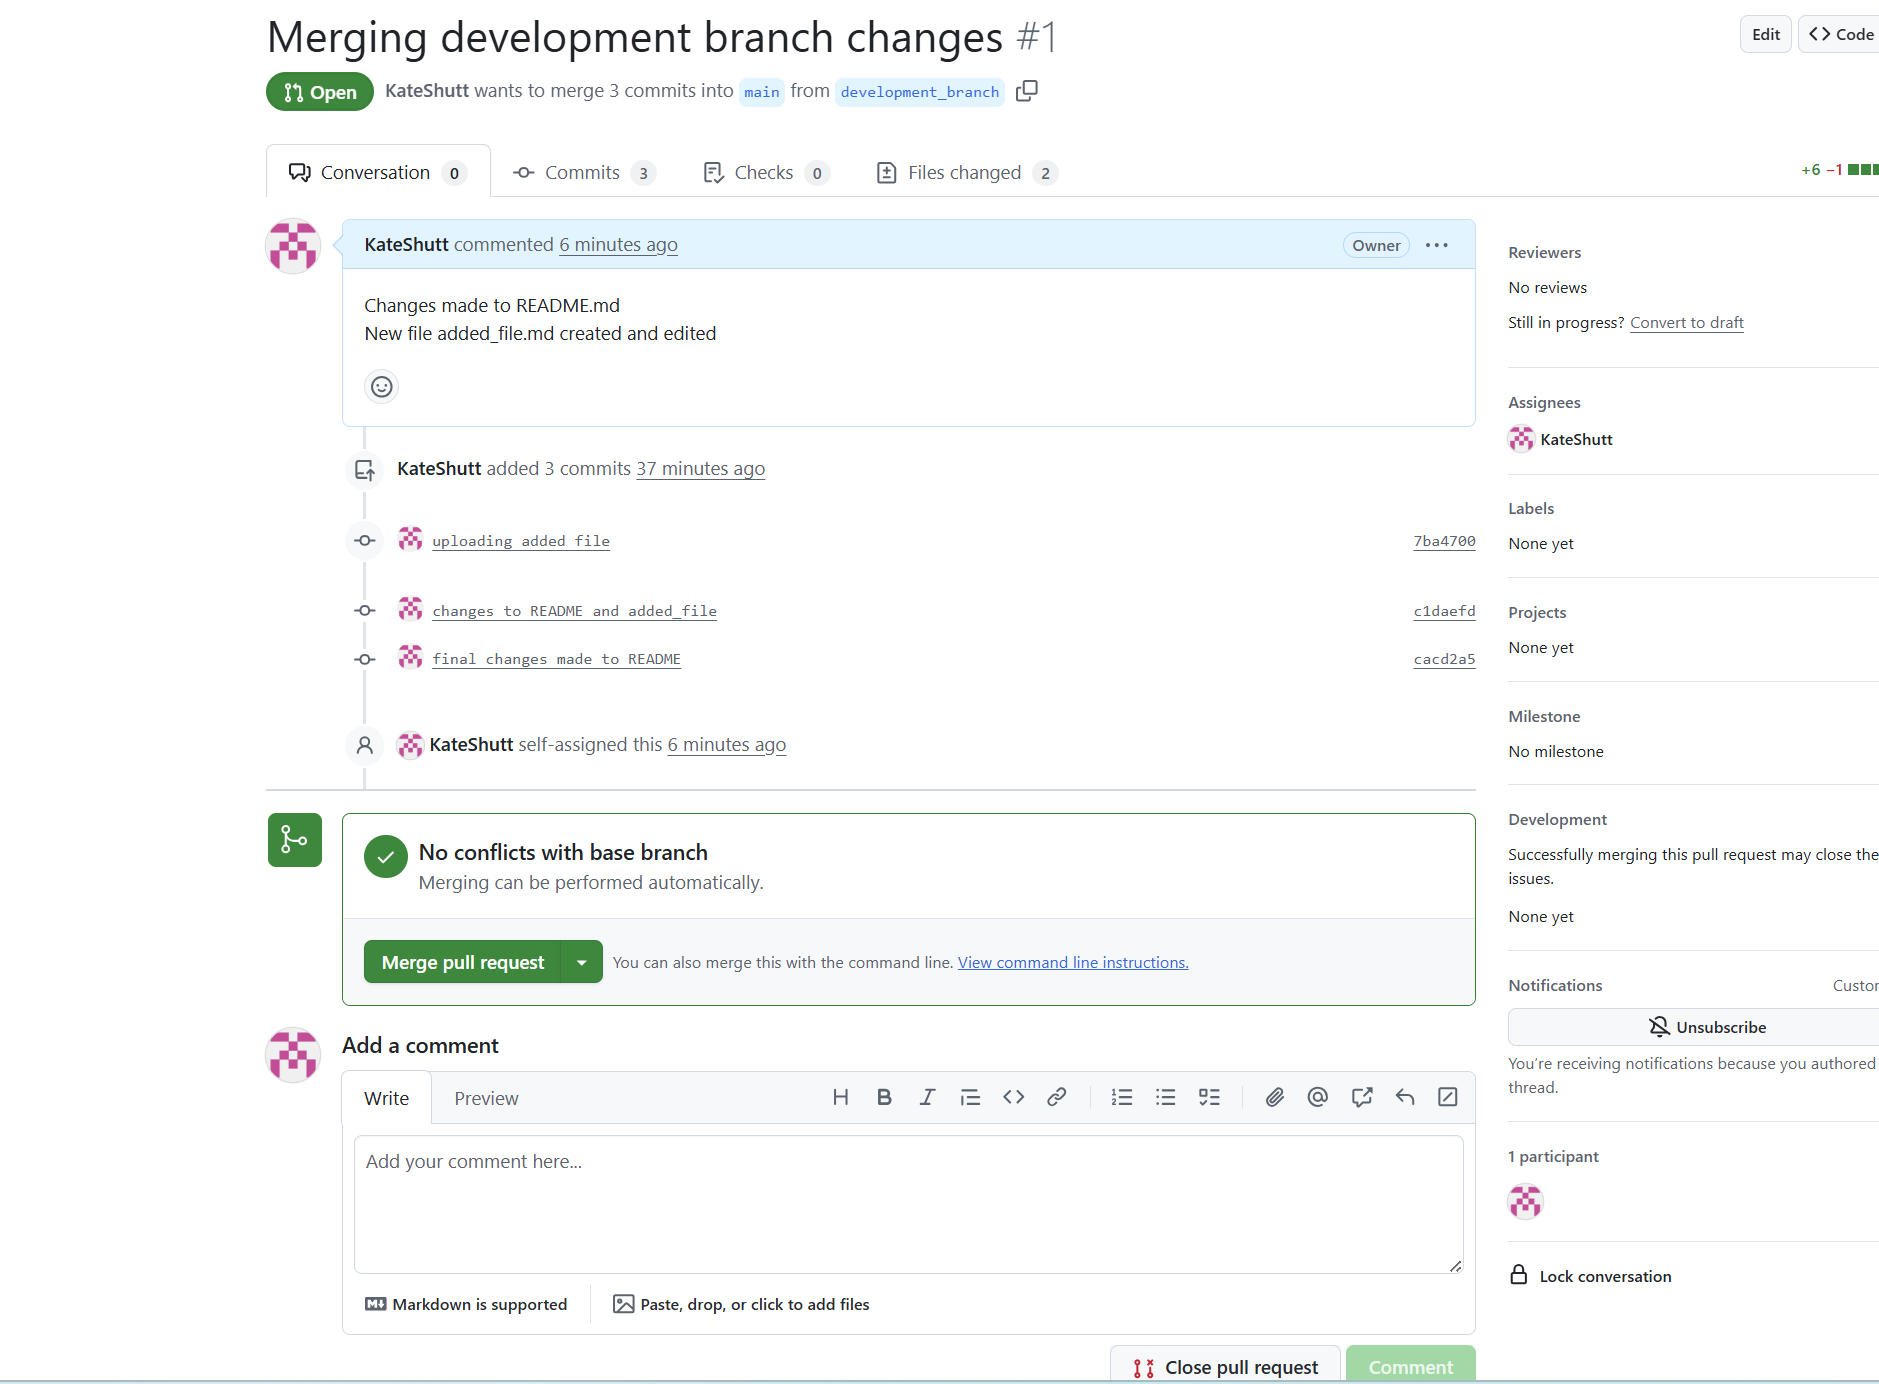 Merging development branch changes #1
Edit
Code
Open
KateShutt wants to merge 3 commits into main from development_branch
Conversation 0
Commits 3
Checks 0
Files changed 2
+6 −1
KateShutt commented 6 minutes ago
Owner
Changes made to README.md
New file added_file.md created and edited
KateShutt added 3 commits 37 minutes ago
uploading added file 7ba4700
changes to README and added_file c1daefd
final changes made to README cacd2a5
KateShutt self-assigned this 6 minutes ago
No conflicts with base branch
Merging can be performed automatically.
Merge pull request
You can also merge this with the command line. View command line instructions.
Add a comment
Write
Preview
Add your comment here...
Markdown is supported
Paste, drop, or click to add files
Close pull request
Comment
Reviewers
No reviews
Still in progress? Convert to draft
Assignees
KateShutt
Labels
None yet
Projects
None yet
Milestone
No milestone
Development
Successfully merging this pull request may close the
issues.
None yet
Notifications
Custor
Unsubscribe
You’re receiving notifications because you authored
thread.
1 participant
Lock conversation